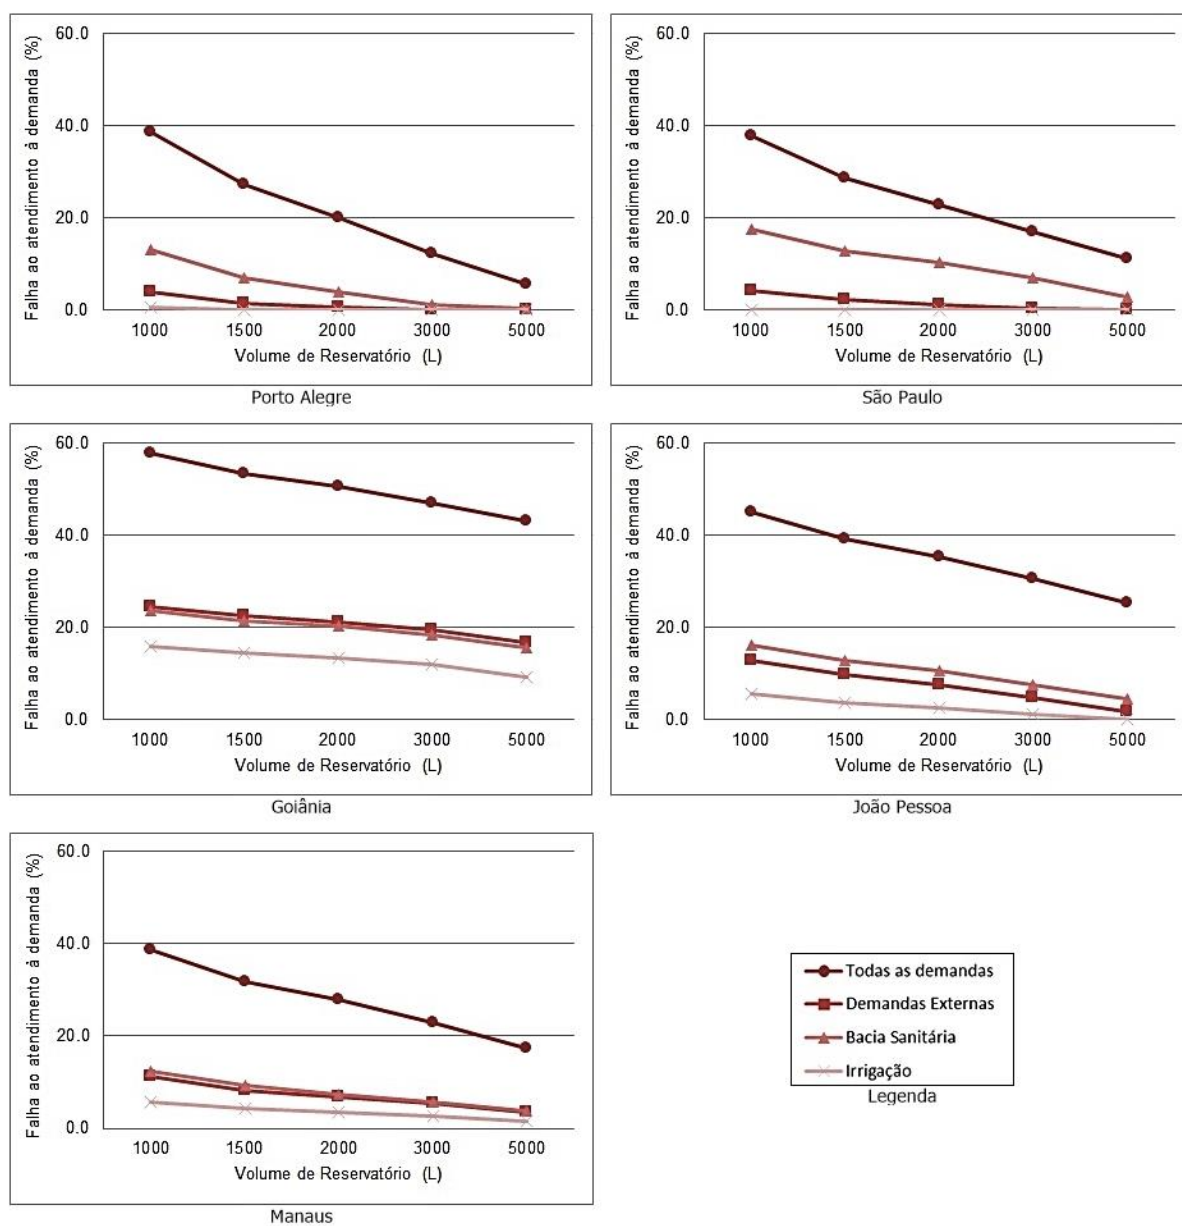 Falha ao atendimento à demanda (%)
60.0
40.0
20.0
0.0
1000 1500 2000 3000 5000
Volume de Reservatório (L)
Porto Alegre
Falha ao atendimento à demanda (%)
60.0
40.0
20.0
0.0
1000 1500 2000 3000 5000
Volume de Reservatório (L)
São Paulo
Falha ao atendimento à demanda (%)
60.0
40.0
20.0
0.0
1000 1500 2000 3000 5000
Volume de Reservatório (L)
Goiânia
Falha ao atendimento à demanda (%)
60.0
40.0
20.0
0.0
1000 1500 2000 3000 5000
Volume de Reservatório (L)
João Pessoa
Falha ao atendimento à demanda (%)
60.0
40.0
20.0
0.0
1000 1500 2000 3000 5000
Volume de Reservatório (L)
Manaus
Todas as demandas
Demandas Externas
Bacia Sanitária
Irrigação
Legenda